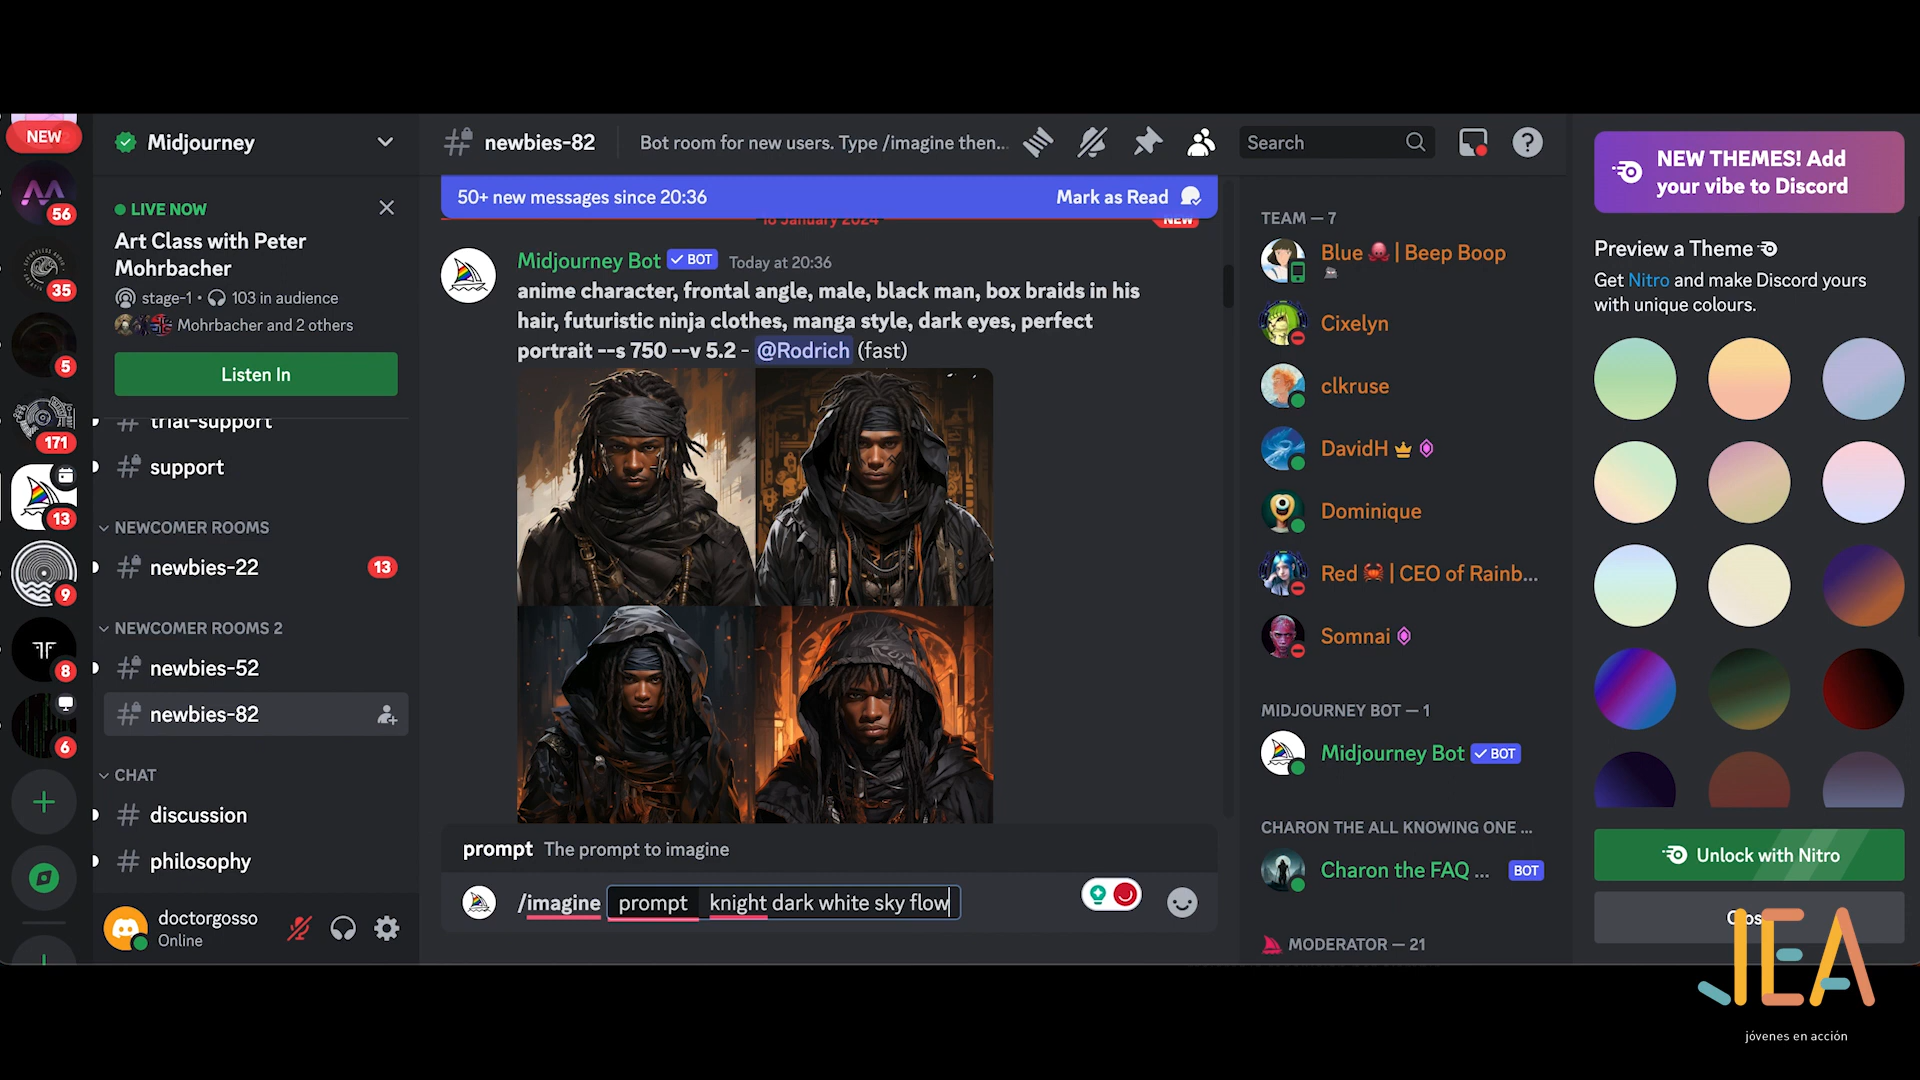 NEW
56
35
5
171
13
9
8
6
Midjourney
LIVE NOW
Art Class with Peter
Mohrbacher
stage-1 • 103 in audience
Mohrbacher and 2 others
Listen In
trial-support
support
NEWCOMER ROOMS
newbies-22
13
NEWCOMER ROOMS 2
newbies-52
newbies-82
CHAT
discussion
philosophy
doctorgosso
Online
newbies-82
Bot room for new users. Type /imagine then...
Search
50+ new messages since 20:36
Mark as Read
16 January 2024
NEW
Midjourney Bot BOT Today at 20:36
anime character, frontal angle, male, black man, box braids in his
hair, futuristic ninja clothes, manga style, dark eyes, perfect
portrait --s 750 --v 5.2 - @Rodrich (fast)
prompt The prompt to imagine
/imagine prompt knight dark white sky flow
TEAM — 7
Blue | Beep Boop
Cixelyn
clkruse
DavidH
Dominique
Red | CEO of Rainb...
Somnai
MIDJOURNEY BOT — 1
Midjourney Bot BOT
CHARON THE ALL KNOWING ONE ...
Charon the FAQ ... BOT
MODERATOR — 21
NEW THEMES! Add
your vibe to Discord
Preview a Theme
Get Nitro and make Discord yours
with unique colours.
Unlock with Nitro
JEA
jóvenes en acción